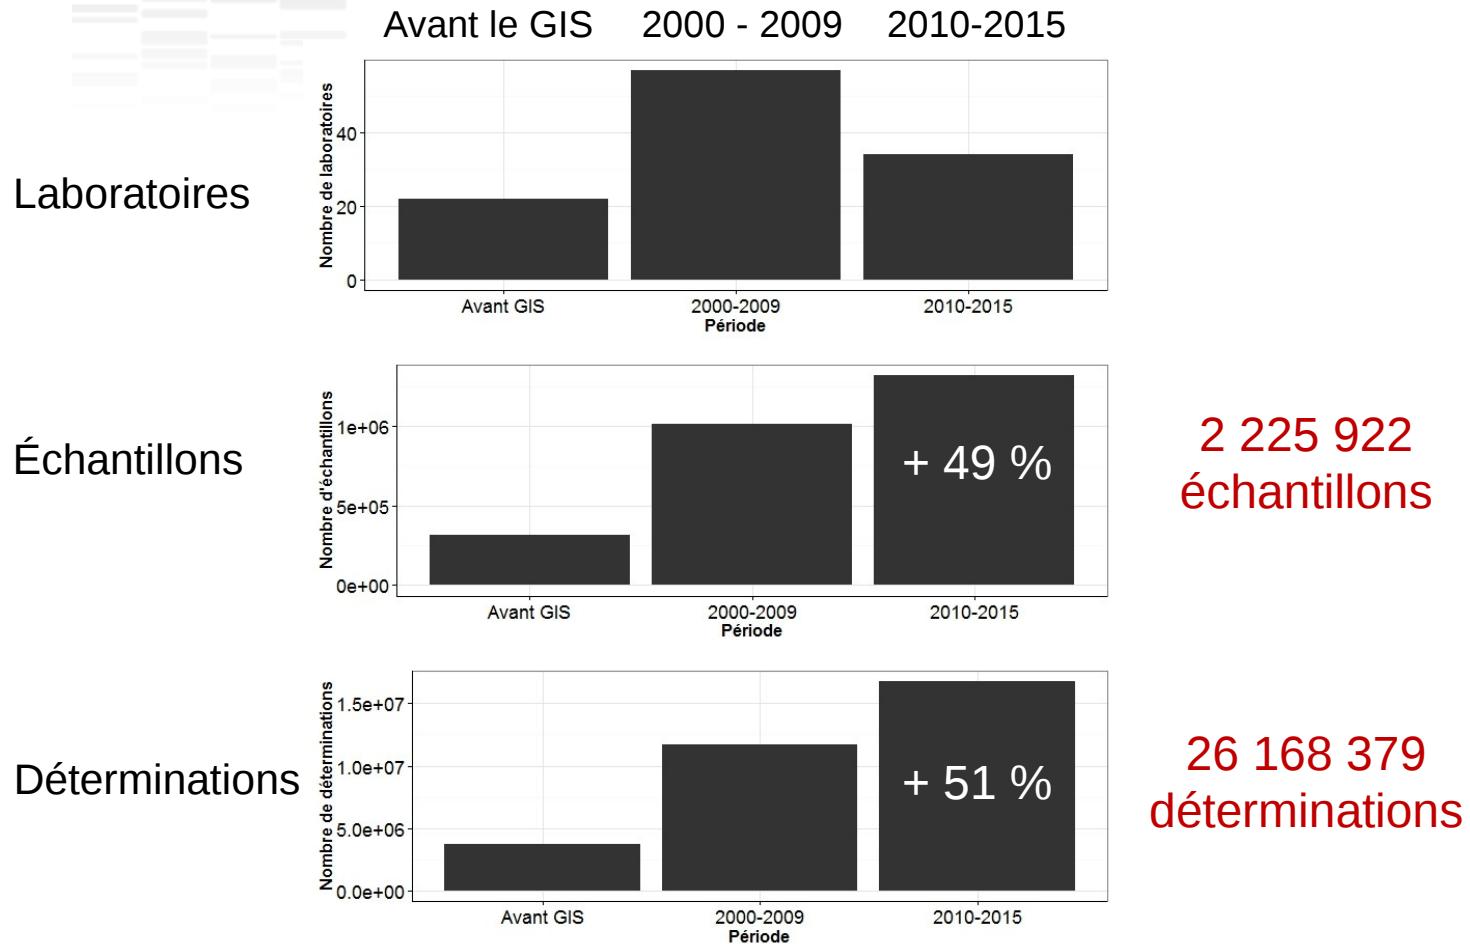 Avant le GIS 2000 - 2009 2010-2015
Laboratoires
Nombre de laboratoires
40
20
0
Avant GIS 2000-2009 2010-2015
Période
Échantillons
Nombre d'échantillons
1e+06
5e+05
0e+00
+ 49 %
Avant GIS 2000-2009 2010-2015
Période
2 225 922
échantillons
Déterminations
Nombre de déterminations
1.5e+07
1.0e+07
5.0e+06
0.0e+00
+ 51 %
Avant GIS 2000-2009 2010-2015
Période
26 168 379
déterminations